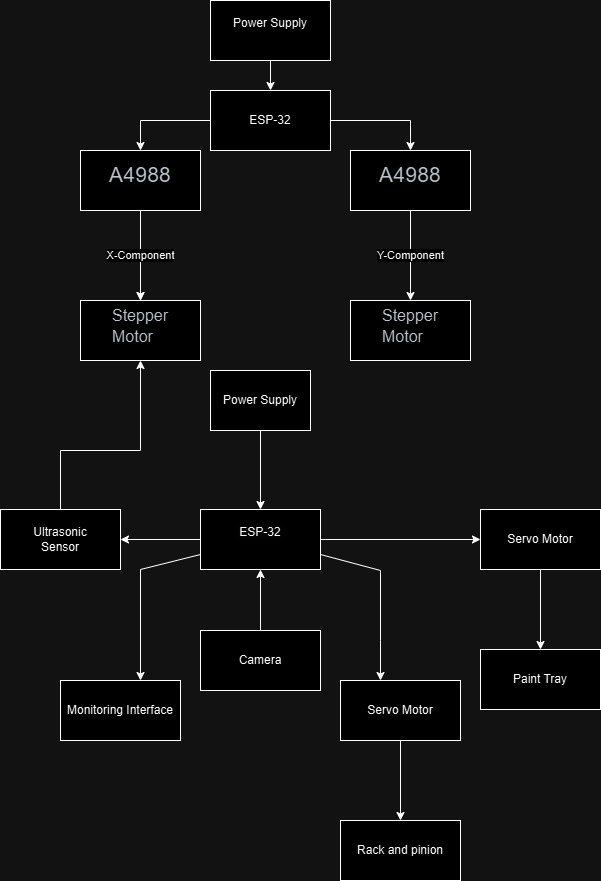 Power Supply
ESP-32
A4988
A4988
X-Component
Y-Component
Stepper
Motor
Stepper
Motor
Power Supply
Ultrasonic
Sensor
ESP-32
Servo Motor
Camera
Paint Tray
Monitoring Interface
Servo Motor
Rack and pinion